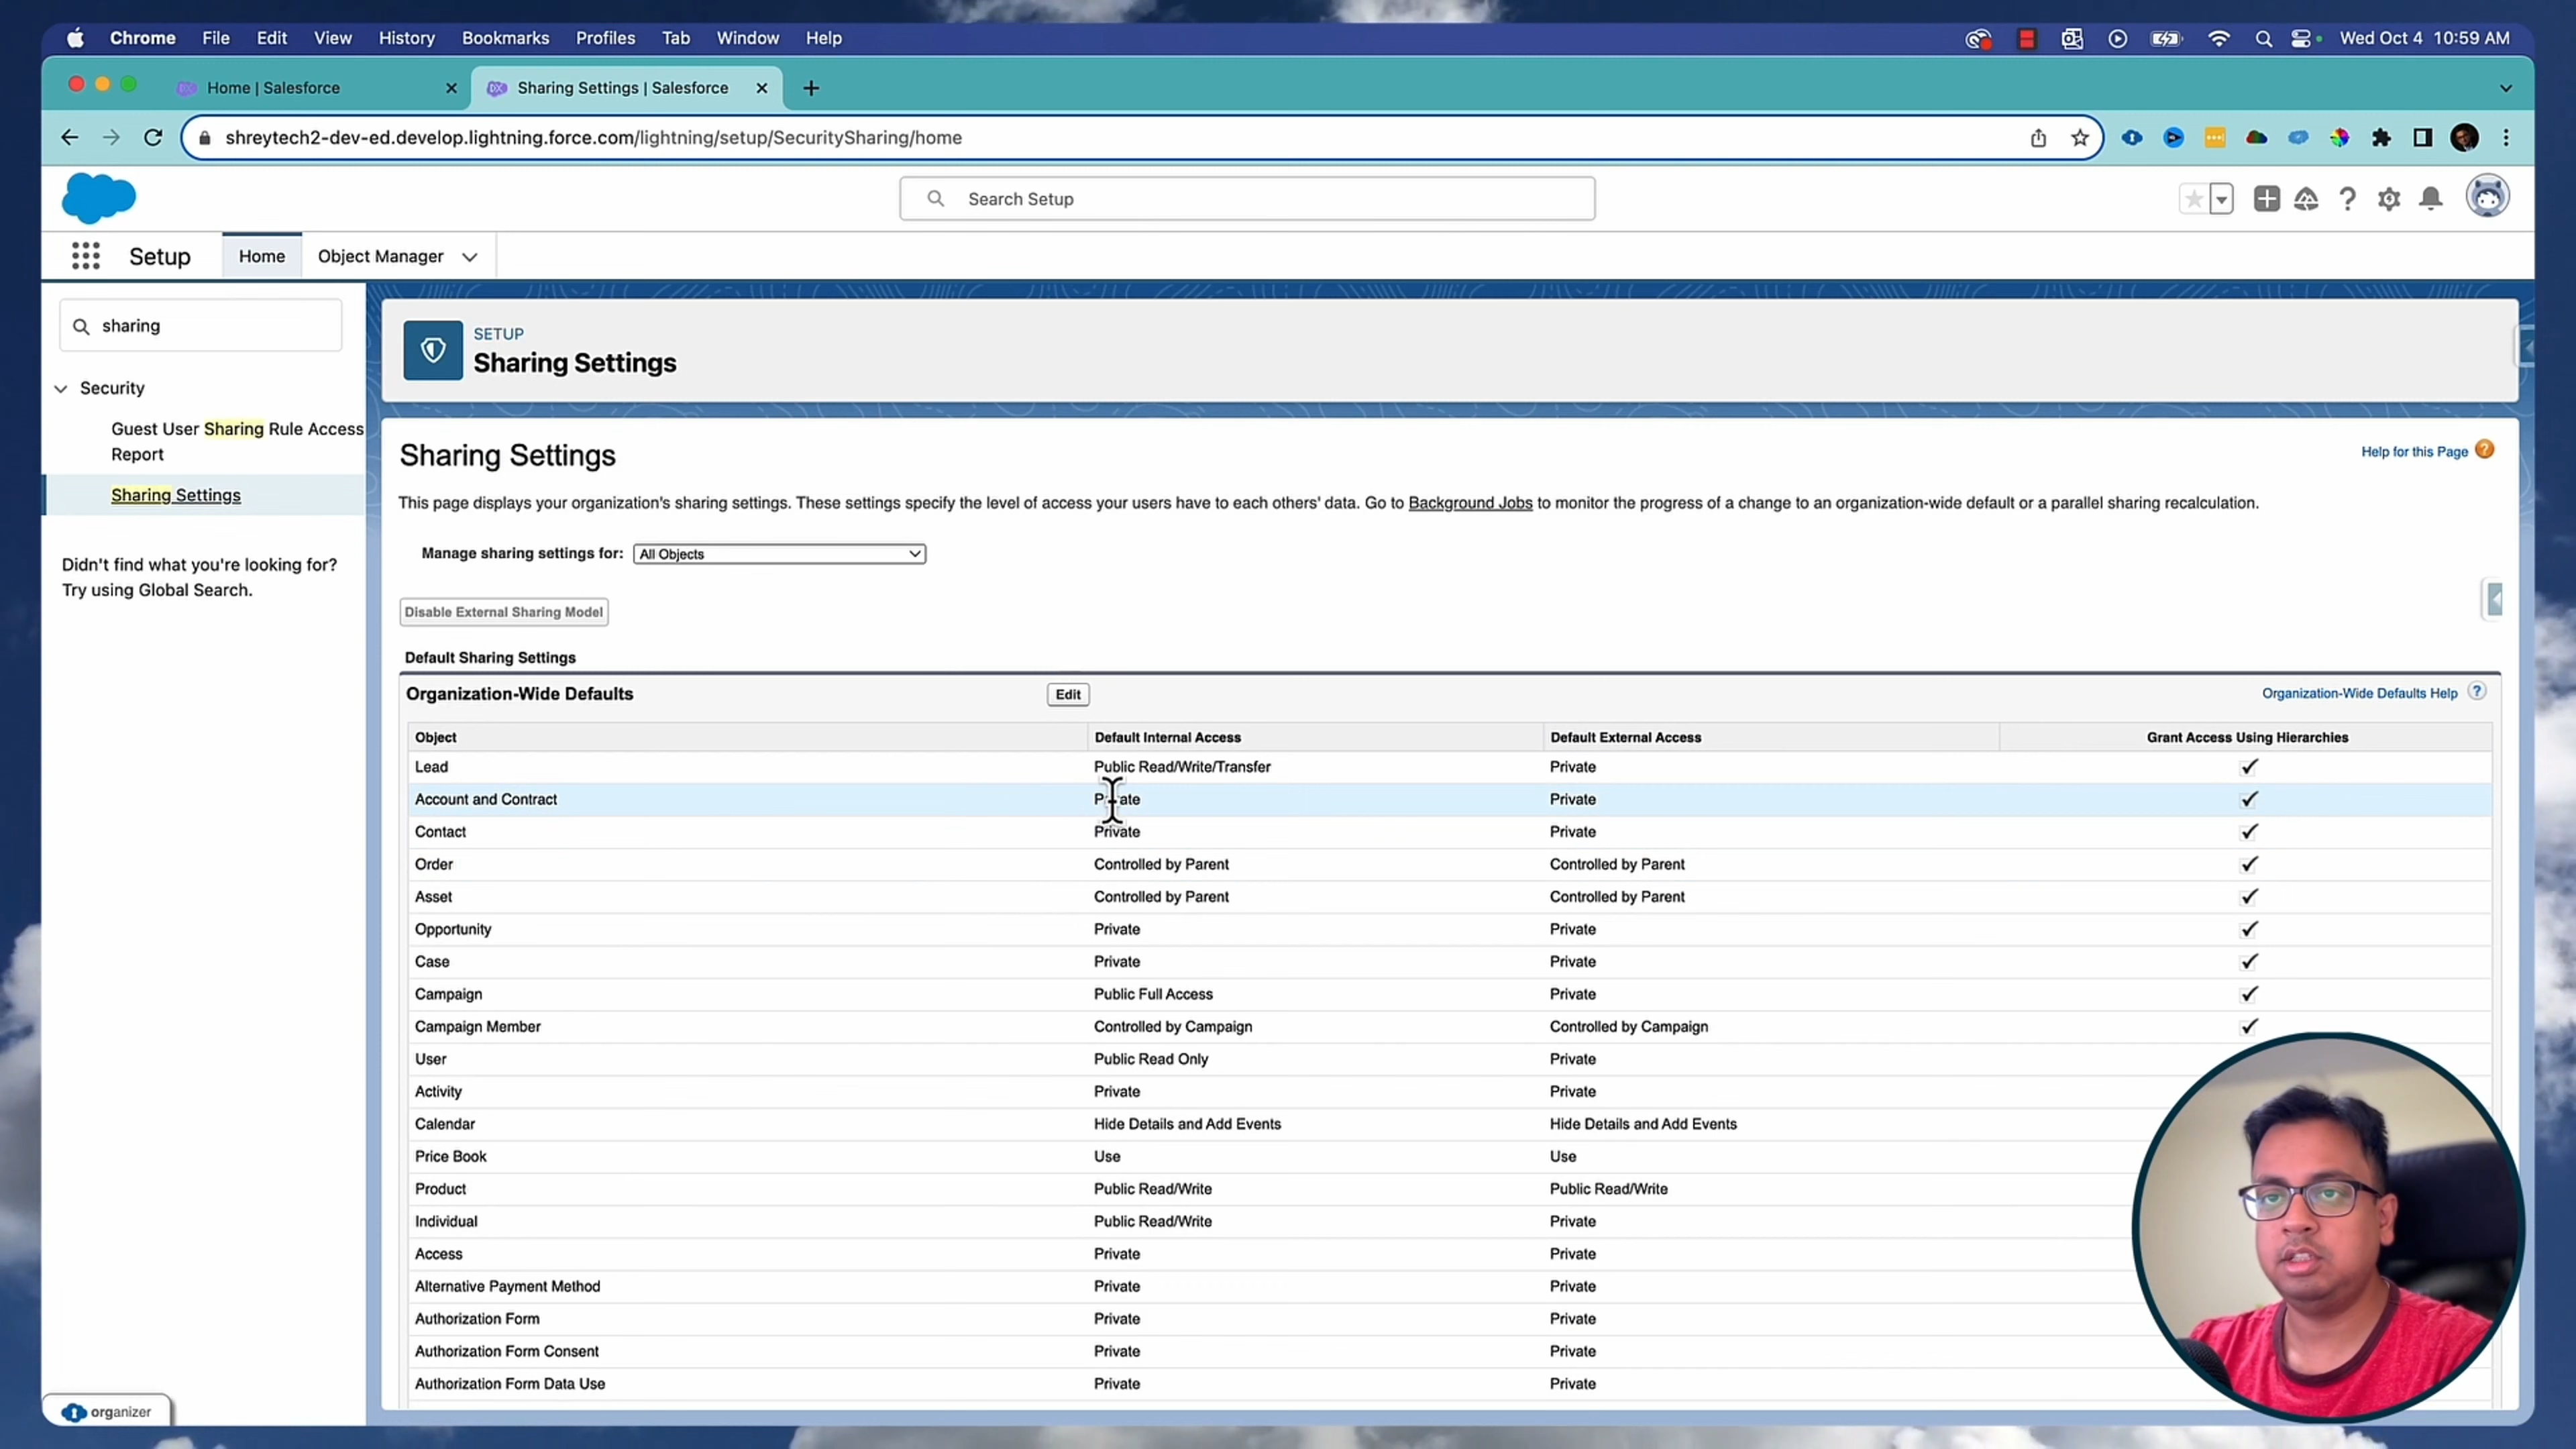 Chrome File Edit View History Bookmarks Profiles Tab Window Help Wed Oct 4 10:59 AM
Home | Salesforce Sharing Settings | Salesforce
shreytech2-dev-ed.develop.lightning.force.com/lightning/setup/SecuritySharing/home
Search Setup
Setup Home Object Manager
sharing
Security
Guest User Sharing Rule Access
Report
Sharing Settings
Didn't find what you're looking for?
Try using Global Search.
organizer
SETUP
Sharing Settings
Sharing Settings
Help for this Page
This page displays your organization's sharing settings. These settings specify the level of access your users have to each others' data. Go to Background Jobs to monitor the progress of a change to an organization-wide default or a parallel sharing recalculation.
Manage sharing settings for: All Objects
Disable External Sharing Model
Default Sharing Settings
Organization-Wide Defaults Edit Organization-Wide Defaults Help ?
Object Default Internal Access Default External Access Grant Access Using Hierarchies
Lead Public Read/Write/Transfer Private
Account and Contract Private Private
Contact Private Private
Order Controlled by Parent Controlled by Parent
Asset Controlled by Parent Controlled by Parent
Opportunity Private Private
Case Private Private
Campaign Public Full Access Private
Campaign Member Controlled by Campaign Controlled by Campaign
User Public Read Only Private
Activity Private Private
Calendar Hide Details and Add Events Hide Details and Add Events
Price Book Use Use
Product Public Read/Write Public Read/Write
Individual Public Read/Write Private
Access Private Private
Alternative Payment Method Private Private
Authorization Form Private Private
Authorization Form Consent Private Private
Authorization Form Data Use Private Private